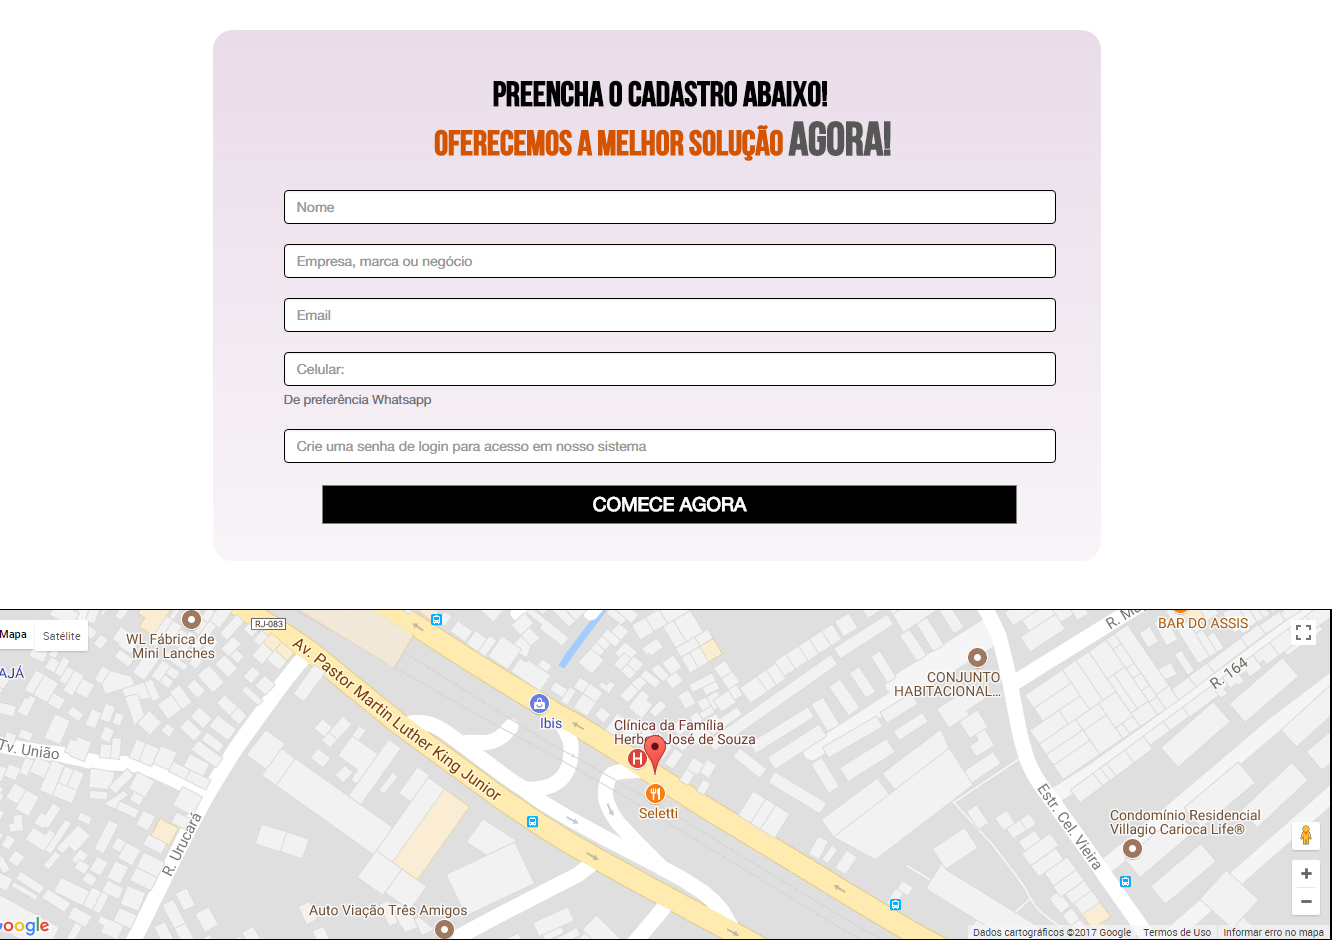 PREENCHA O CADASTRO ABAIXO!
OFERECEMOS A MELHOR SOLUÇÃO AGORA!
Nome
Empresa, marca ou negócio
Email
Celular:
De preferência Whatsapp
Crie uma senha de login para acesso em nosso sistema
COMECE AGORA
Mapa
Satélite
WL Fábrica de
Mini Lanches
RJ-083
AJÁ
Av. Pastor Martin Luther King Junior
Tv. União
R. Uruçará
Ibis
Clínica da Família
José de Souza
H
Seletti
CONJUNTO
HABITACIONAL...
BAR DO ASSIS
R. 164
Estr. Cel. Vieira
Condomínio Residencial
Villagio Carioca Life®
Auto Viação Três Amigos
oogle
+
−
Dados cartográficos ©2017 Google
Termos de Uso
Informar erro no mapa